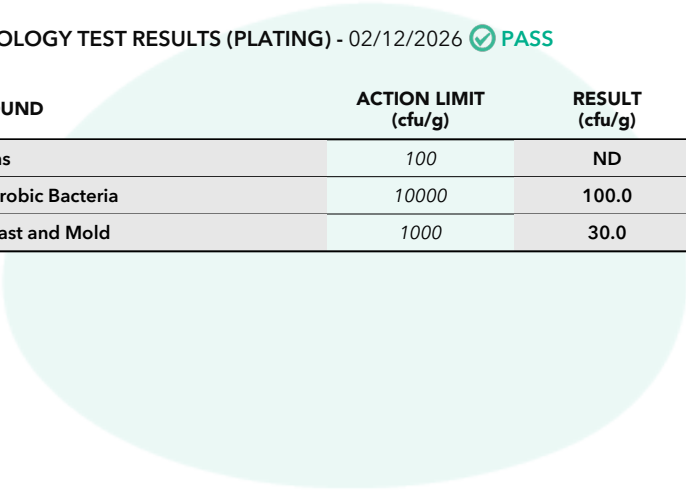 OLOGY TEST RESULTS (PLATING) - 02/12/2026 PASS
UND ACTION LIMIT (cfu/g) RESULT (cfu/g)
s 100 ND
robic Bacteria 10000 100.0
ast and Mold 1000 30.0